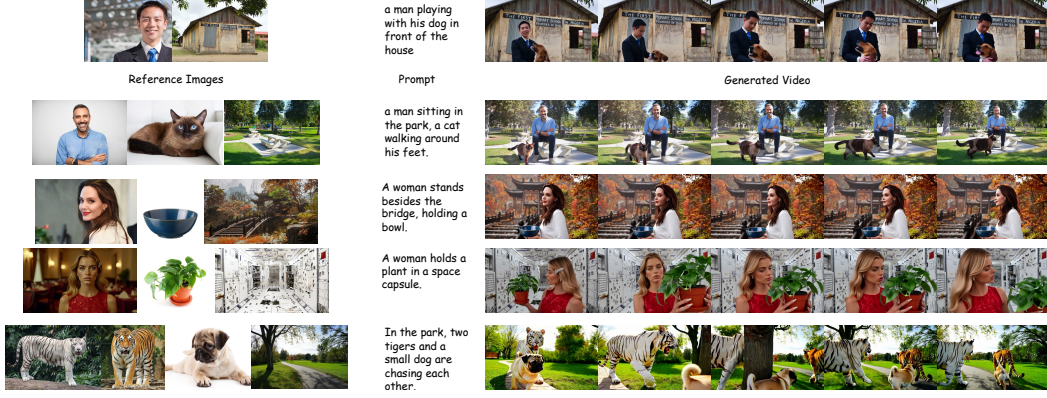 a man playing
with his dog in
front of the
house
Reference Images
Prompt
Generated Video
a man sitting in
the park, a cat
walking around
his feet.
A woman stands
besides the
bridge, holding a
bowl.
A woman holds a
plant in a space
capsule.
In the park, two
tigers and a
small dog are
chasing each
other.